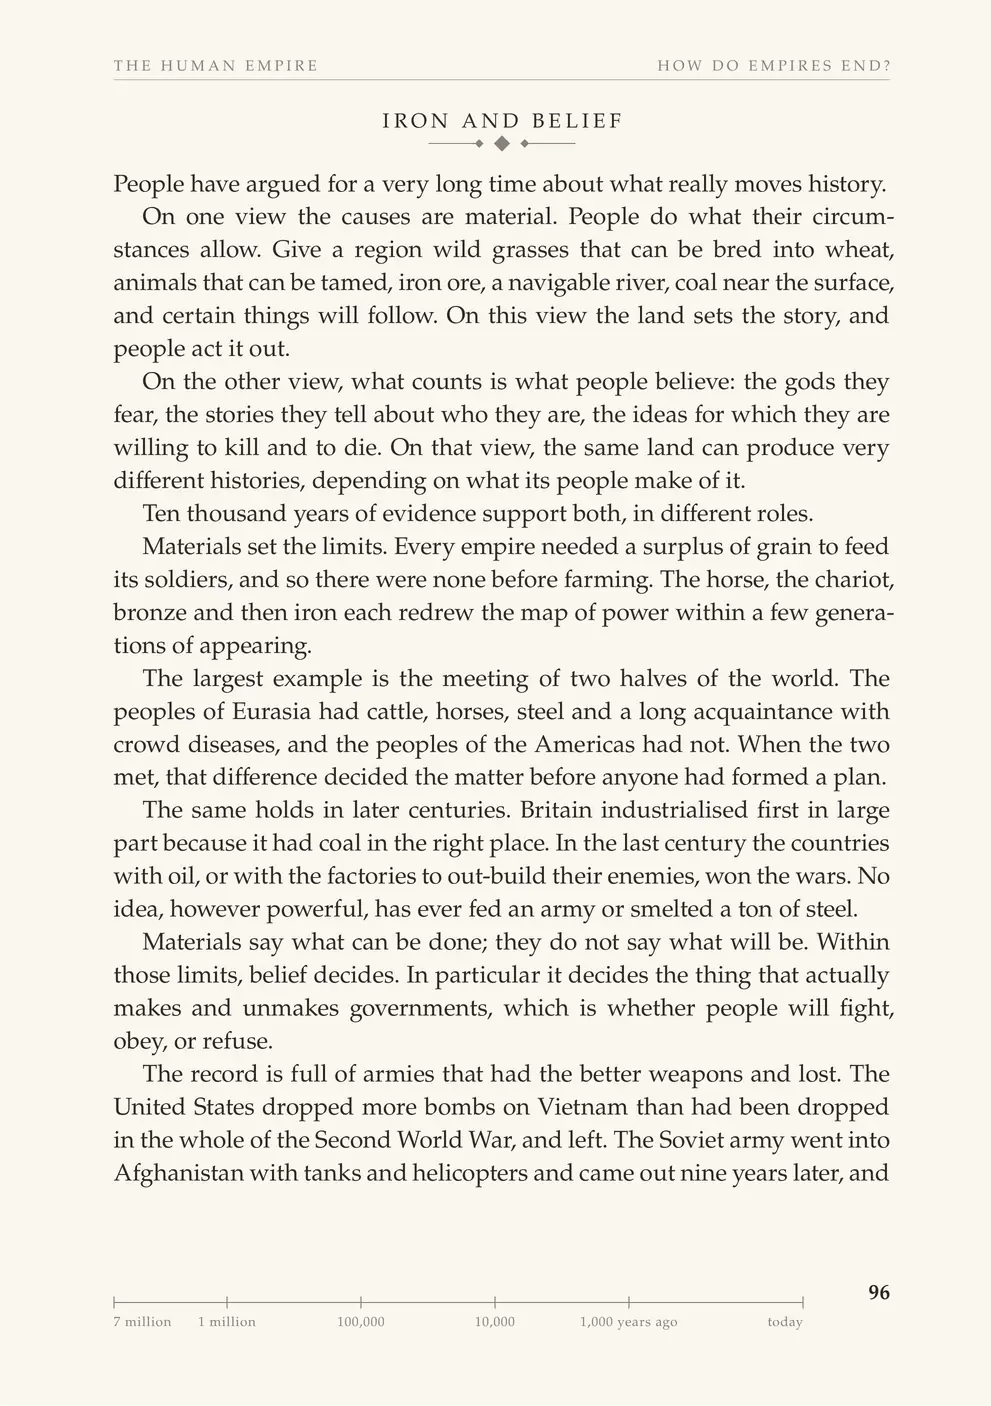 THE HUMAN EMPIRE
HOW DO EMPIRES END?
IRON AND BELIEF
People have argued for a very long time about what really moves history.
On one view the causes are material. People do what their circum-
stances allow. Give a region wild grasses that can be bred into wheat,
animals that can be tamed, iron ore, a navigable river, coal near the surface,
and certain things will follow. On this view the land sets the story, and
people act it out.
On the other view, what counts is what people believe: the gods they
fear, the stories they tell about who they are, the ideas for which they are
willing to kill and to die. On that view, the same land can produce very
different histories, depending on what its people make of it.
Ten thousand years of evidence support both, in different roles.
Materials set the limits. Every empire needed a surplus of grain to feed
its soldiers, and so there were none before farming. The horse, the chariot,
bronze and then iron each redrew the map of power within a few genera-
tions of appearing.
The largest example is the meeting of two halves of the world. The
peoples of Eurasia had cattle, horses, steel and a long acquaintance with
crowd diseases, and the peoples of the Americas had not. When the two
met, that difference decided the matter before anyone had formed a plan.
The same holds in later centuries. Britain industrialised first in large
part because it had coal in the right place. In the last century the countries
with oil, or with the factories to out-build their enemies, won the wars. No
idea, however powerful, has ever fed an army or smelted a ton of steel.
Materials say what can be done; they do not say what will be. Within
those limits, belief decides. In particular it decides the thing that actually
makes and unmakes governments, which is whether people will fight,
obey, or refuse.
The record is full of armies that had the better weapons and lost. The
United States dropped more bombs on Vietnam than had been dropped
in the whole of the Second World War, and left. The Soviet army went into
Afghanistan with tanks and helicopters and came out nine years later, and
96
7 million 1 million 100,000 10,000 1,000 years ago today